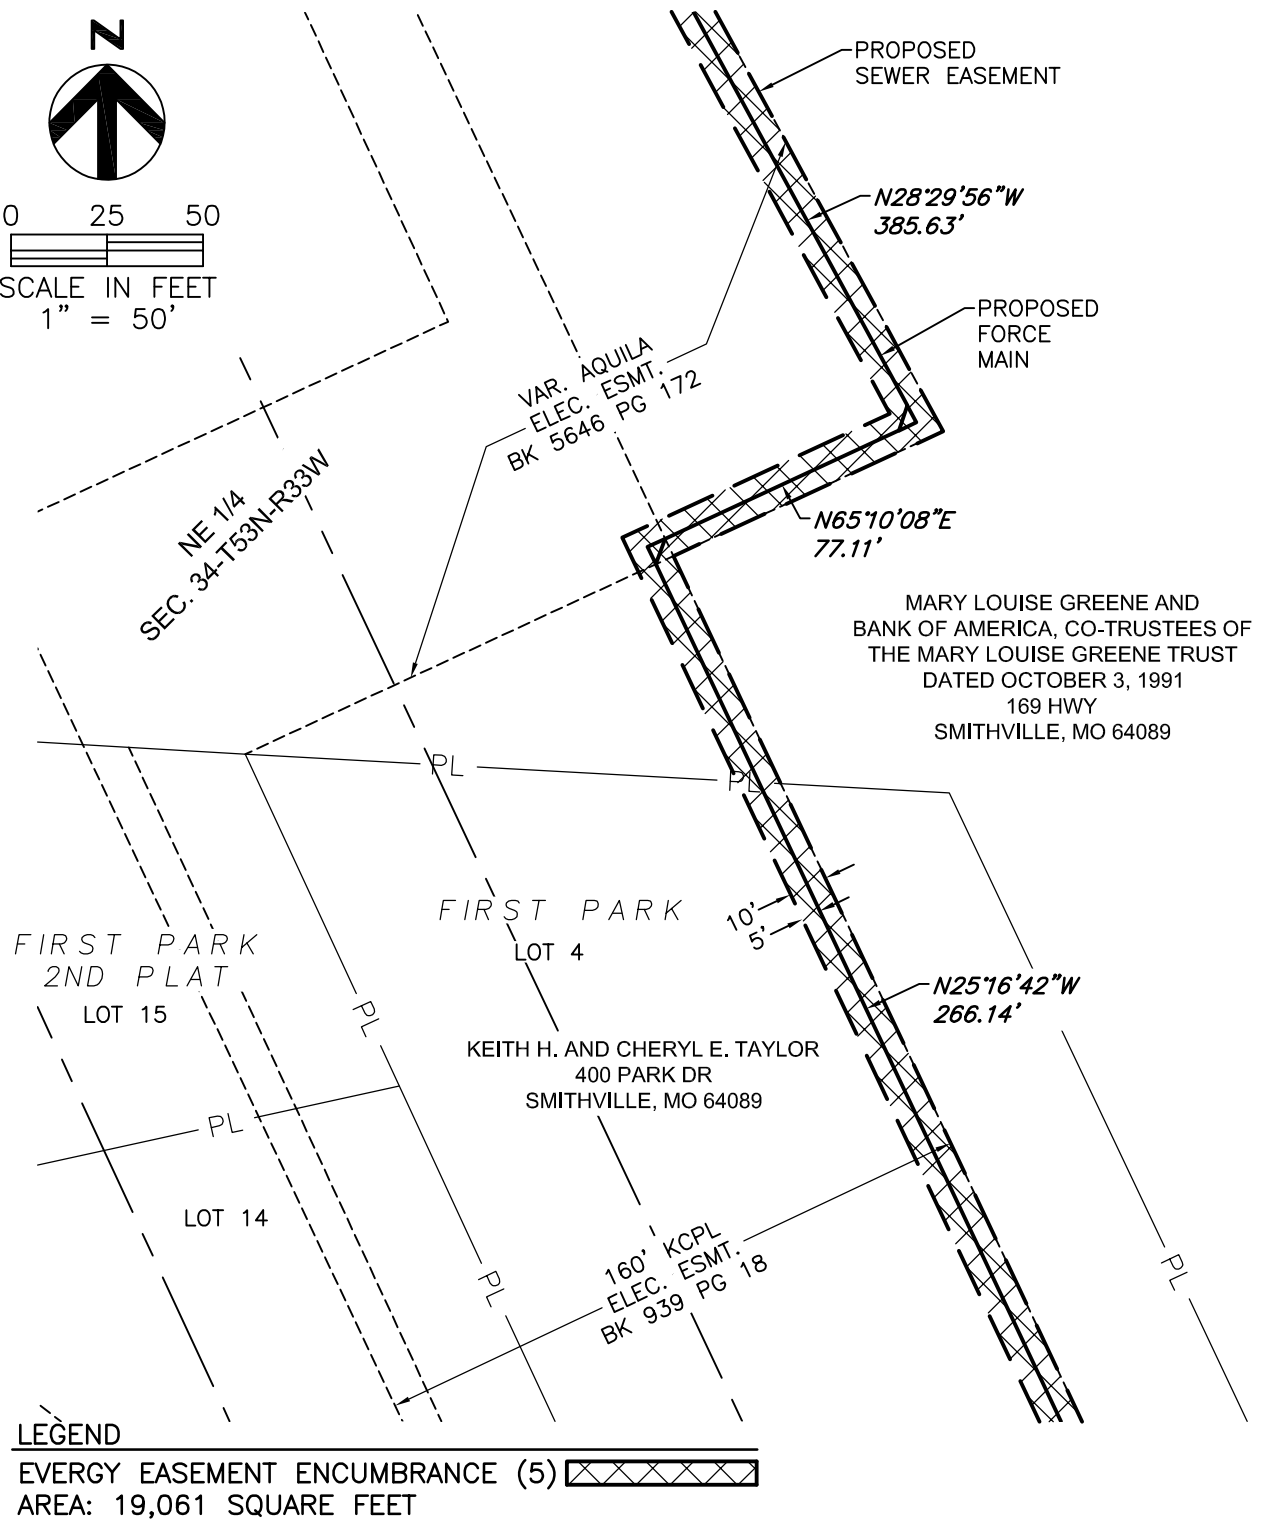 N
0 25 50
SCALE IN FEET
1" = 50'
PROPOSED
SEWER EASEMENT
N28°29'56"W
385.63'
PROPOSED
FORCE
MAIN
VAR. AQUILA
ELEC. ESMT.
BK 5646 PG 172
NE 1/4
SEC. 34-T53N-R33W
N65°10'08"E
77.11'
MARY LOUISE GREENE AND
BANK OF AMERICA, CO-TRUSTEES OF
THE MARY LOUISE GREENE TRUST
DATED OCTOBER 3, 1991
169 HWY
SMITHVILLE, MO 64089
PL
PL
FIRST PARK
LOT 4
10'
5'
FIRST PARK
2ND PLAT
LOT 15
N25°16'42"W
266.14'
PL
KEITH H. AND CHERYL E. TAYLOR
400 PARK DR
SMITHVILLE, MO 64089
PL
LOT 14
160' KCPL
ELEC. ESMT.
BK 939 PG 18
PL
PL
LEGEND
EVERGY EASEMENT ENCUMBRANCE (5)
AREA: 19,061 SQUARE FEET